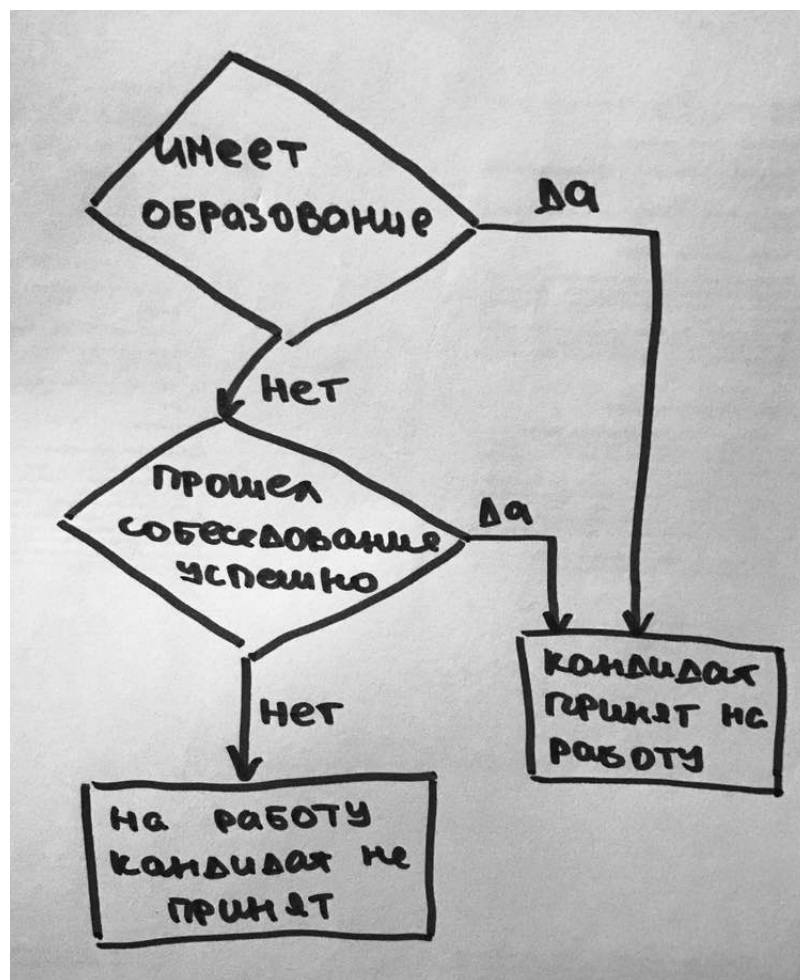 имеет
образование
да
нет
прошел
собеседование
успешно
да
нет
кандидат
принят на
работу
на работу
кандидат не
принят